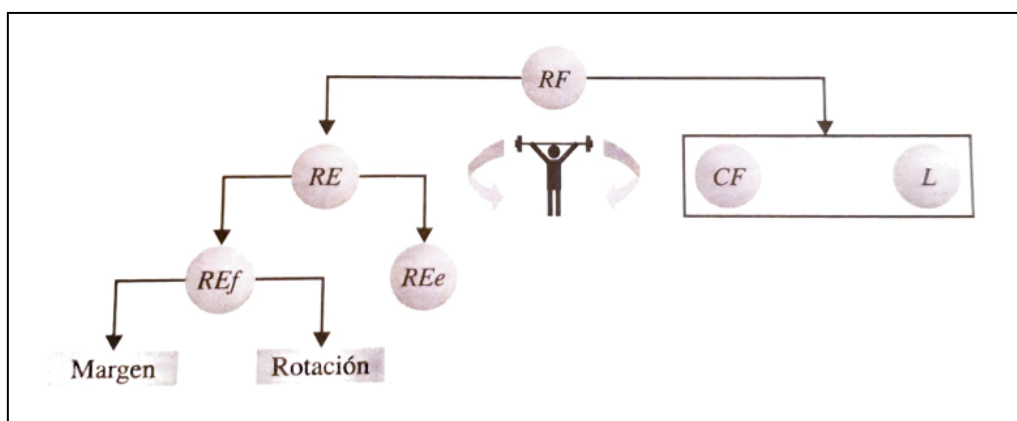 RF
RE
CF
L
REf
REe
Margen
Rotación